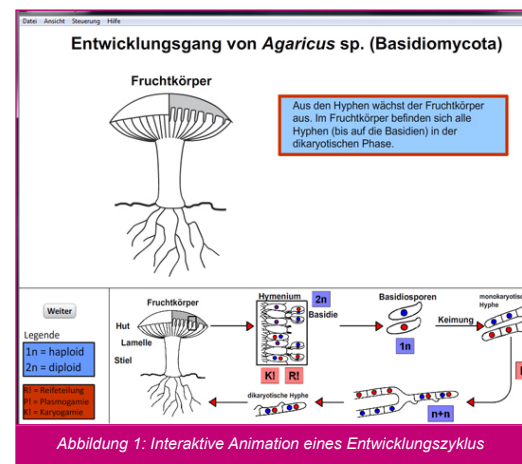 Datei Ansicht Steuerung Hilfe
Entwicklungsgang von Agaricus sp. (Basidiomycota)
Fruchtkörper
Aus den Hyphen wächst der Fruchtkörper
aus. Im Fruchtkörper befinden sich alle
Hyphen (bis auf die Basidien) in der
dikaryotischen Phase.
Weiter
Legende
1n = haploid
2n = diploid
R! = Reifeteilung
P! = Plasmogamie
K! = Karyogamie
Fruchtkörper
Hut
Lamelle
Stiel
Hymenium
2n
Basidie
K! R!
Basidiosporen
1n
Keimung
Hyphe
n+n
dikaryotische Hyphe
Abbildung 1: Interaktive Animation eines Entwicklungszyklus